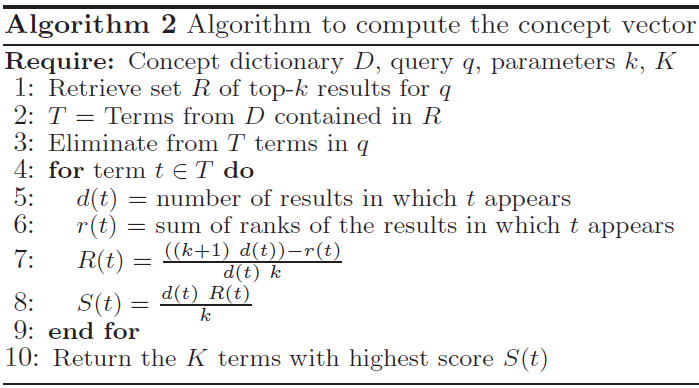 Algorithm 2 Algorithm to compute the concept vector
Require: Concept dictionary D, query q, parameters k, K
1: Retrieve set R of top-k results for q
2: T = Terms from D contained in R
3: Eliminate from T terms in q
4: for term t ∈ T do
5: d(t) = number of results in which t appears
6: r(t) = sum of ranks of the results in which t appears
7: R(t) = ((k+1) d(t))−r(t) / d(t) k
8: S(t) = d(t) R(t) / k
9: end for
10: Return the K terms with highest score S(t)